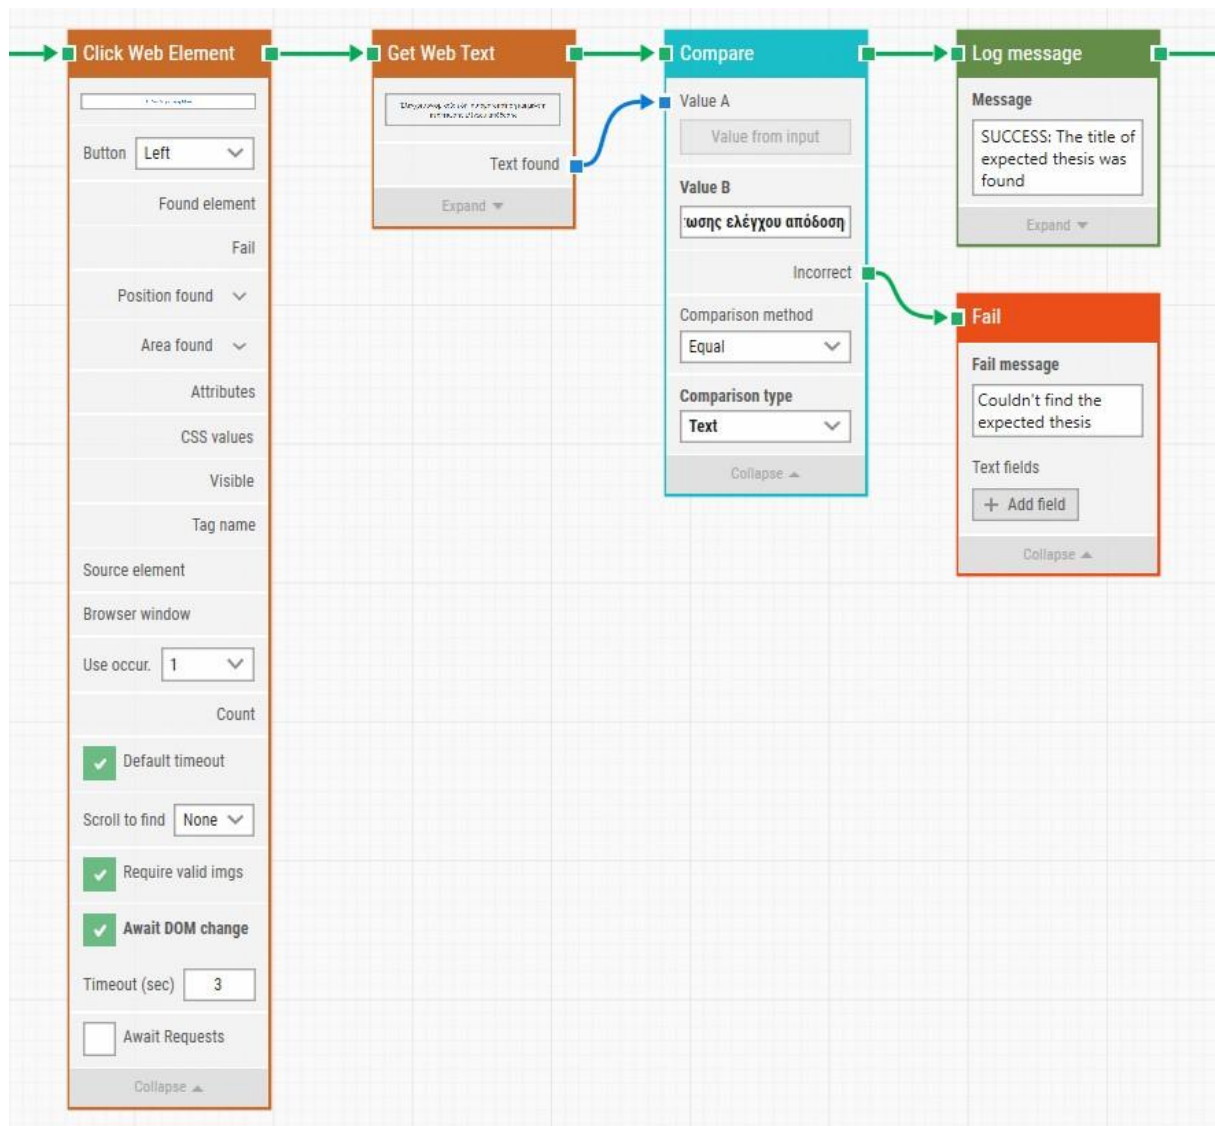 Click Web Element
Button Left
Found element
Fail
Position found
Area found
Attributes
CSS values
Visible
Tag name
Source element
Browser window
Use occur. 1
Count
Default timeout
Scroll to find None
Require valid imgs
Await DOM change
Timeout (sec) 3
Await Requests
Collapse
Get Web Text
Text found
Expand
Compare
Value A
Value from input
Value B
ωσης ελέγχου απόδοση
Incorrect
Comparison method
Equal
Comparison type
Text
Collapse
Log message
Message
SUCCESS: The title of
expected thesis was
found
Expand
Fail
Fail message
Couldn't find the
expected thesis
Text fields
+ Add field
Collapse